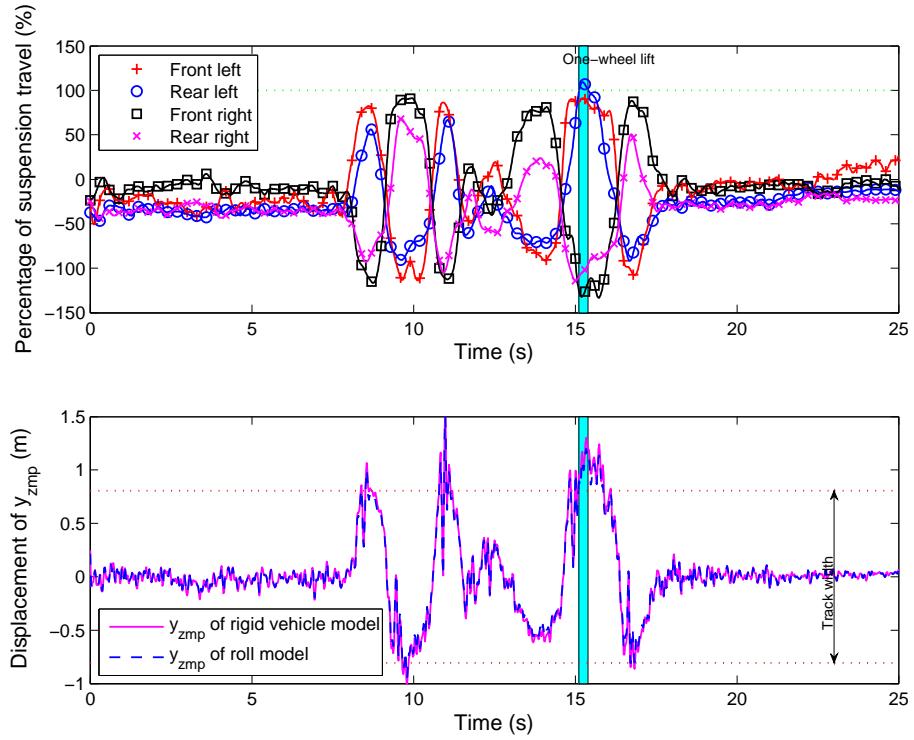 One−wheel lift
Front left
Rear left
Front right
Rear right
Percentage of suspension travel (%)
150
100
50
0
−50
−100
−150
0 5 10 15 20 25
Time (s)
Displacement of y_zmp (m)
1.5
1
0.5
0
−0.5
−1
y_zmp of rigid vehicle model
y_zmp of roll model
Track width
0 5 10 15 20 25
Time (s)